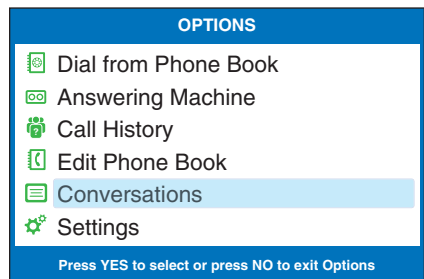 OPTIONS
Dial from Phone Book
Answering Machine
Call History
Edit Phone Book
Conversations
Settings
Press YES to select or press NO to exit Options